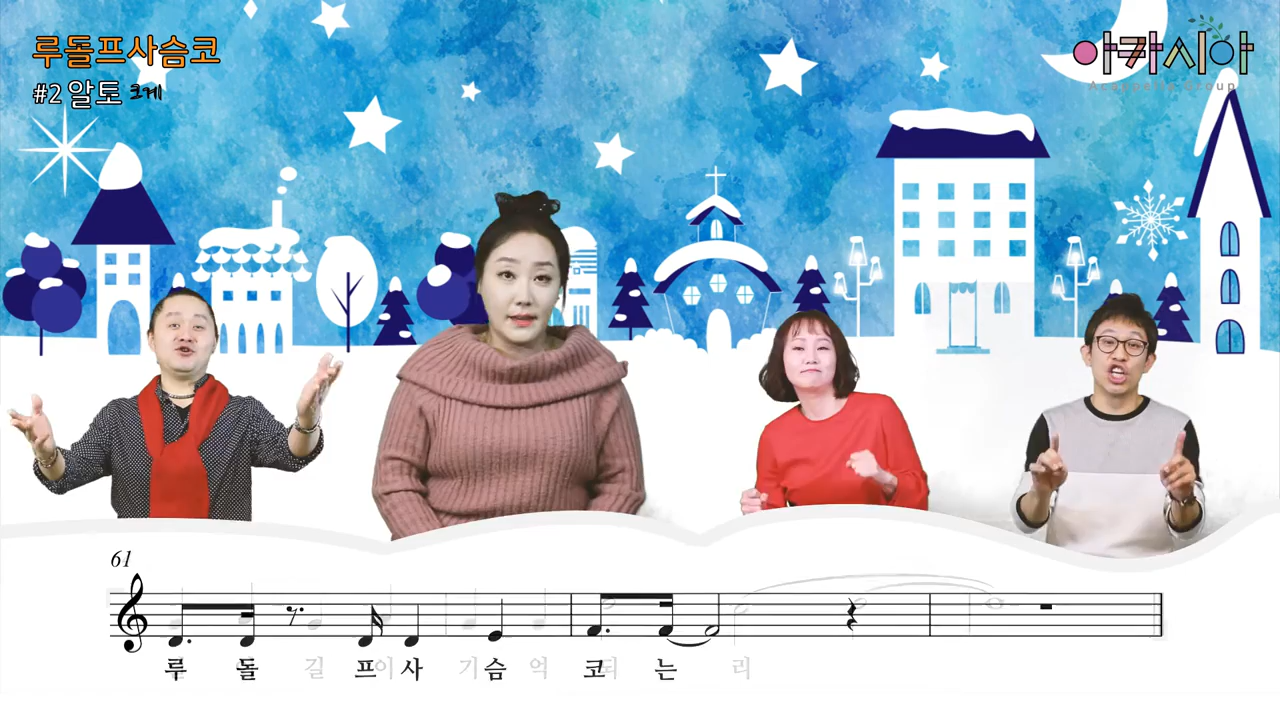 루돌프사슴코
#2 알토 크게
아카시아
Acappella Group
61
루 돌 프 사 슴 코 는
길 이 기 억 되 리